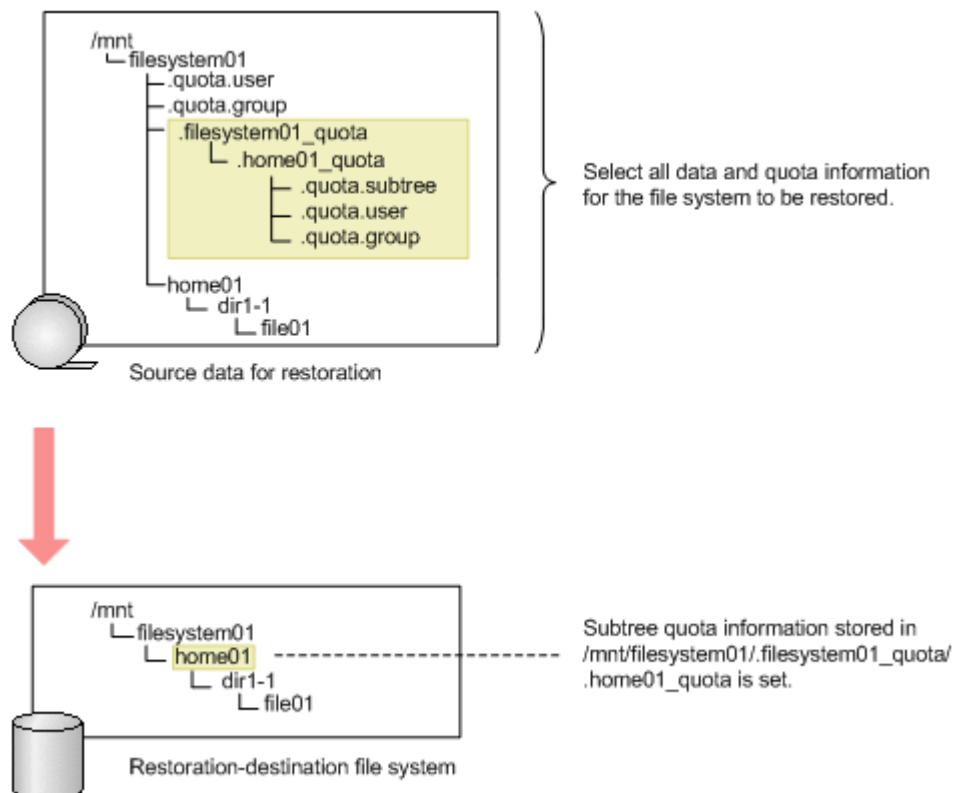 /mnt
filesystem01
.quota.user
.quota.group
.filesystem01_quota
.home01_quota
.quota.subtree
.quota.user
.quota.group
home01
dir1-1
file01
Select all data and quota information
for the file system to be restored.
Source data for restoration
/mnt
filesystem01
home01
dir1-1
file01
Subtree quota information stored in
/mnt/filesystem01/.filesystem01_quota/
.home01_quota is set.
Restoration-destination file system